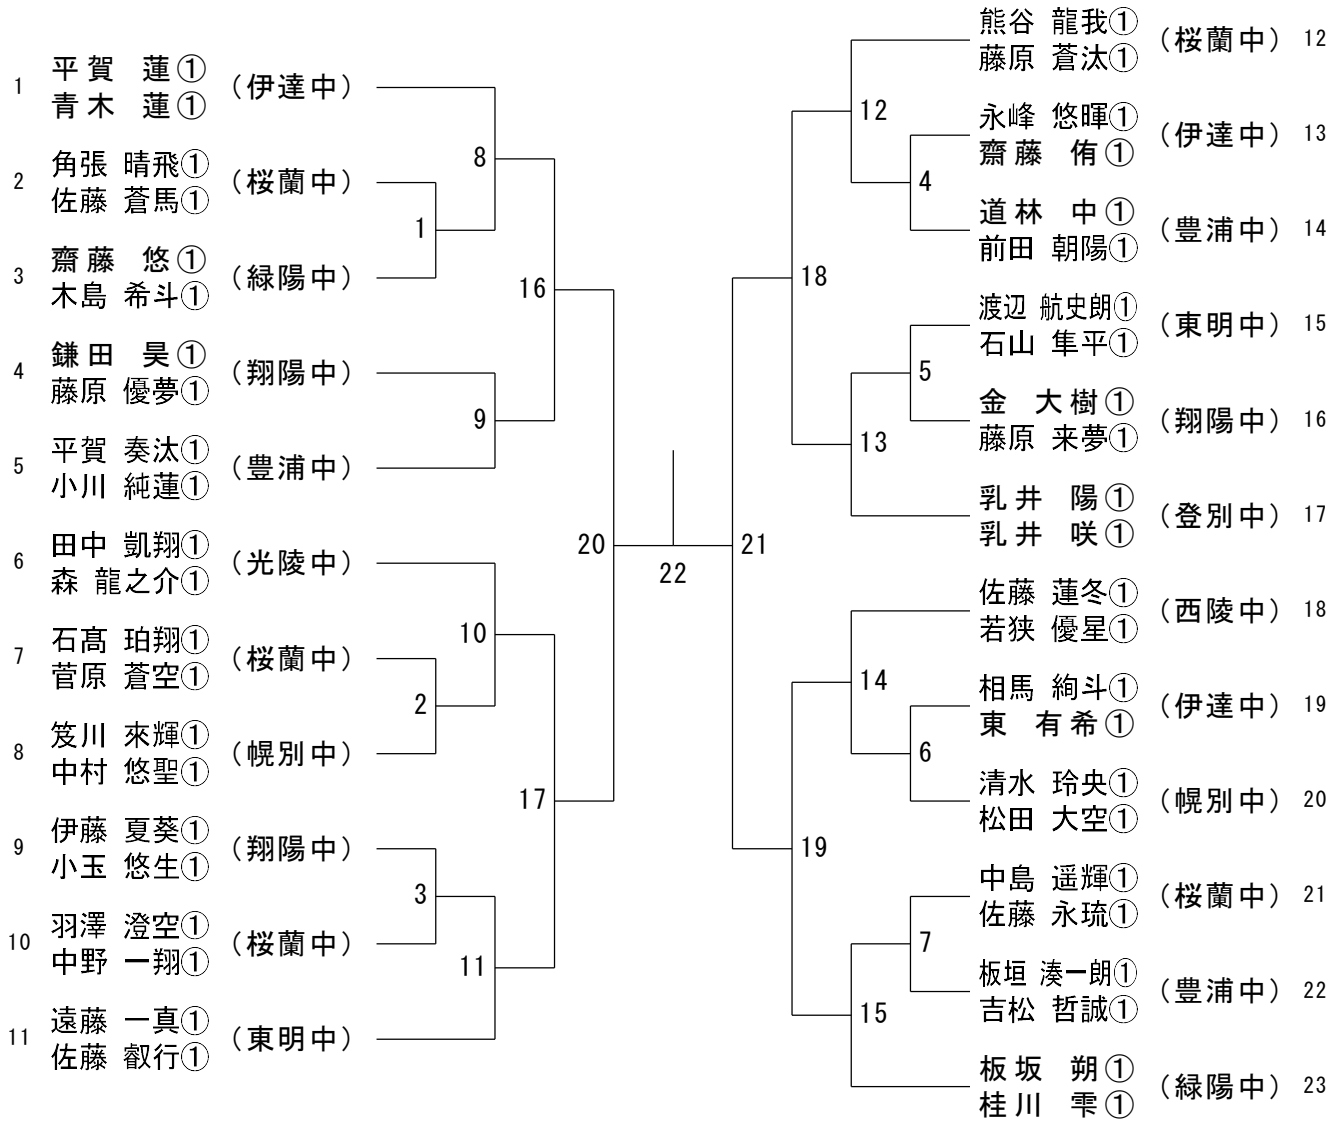 1 平賀 蓮① (伊達中)
青木 蓮①
2 角張 晴飛① (桜蘭中)
佐藤 蒼馬①
3 齋藤 悠① (緑陽中)
木島 希斗①
4 鎌田 昊① (翔陽中)
藤原 優夢①
5 平賀 奏汰① (豊浦中)
小川 純蓮①
6 田中 凱翔① (光陵中)
森 龍之介①
7 石髙 珀翔① (桜蘭中)
菅原 蒼空①
8 笈川 來輝① (幌別中)
中村 悠聖①
9 伊藤 夏葵① (翔陽中)
小玉 悠生①
10 羽澤 澄空① (桜蘭中)
中野 一翔①
11 遠藤 一真① (東明中)
佐藤 叡行①
8
1
16
9
20
10
2
17
3
11
22
21
12
4
18
5
13
14
6
19
7
15
熊谷 龍我① (桜蘭中) 12
藤原 蒼汰①
永峰 悠暉① (伊達中) 13
齋藤 侑①
道林 中① (豊浦中) 14
前田 朝陽①
渡辺 航史朗① (東明中) 15
石山 隼平①
金 大樹① (翔陽中) 16
藤原 来夢①
乳井 陽① (登別中) 17
乳井 咲①
佐藤 蓮冬① (西陵中) 18
若狭 優星①
相馬 絢斗① (伊達中) 19
東 有希①
清水 玲央① (幌別中) 20
松田 大空①
中島 遥輝① (桜蘭中) 21
佐藤 永琉①
板垣 湊一朗① (豊浦中) 22
吉松 哲誠①
板坂 朔① (緑陽中) 23
桂川 雫①